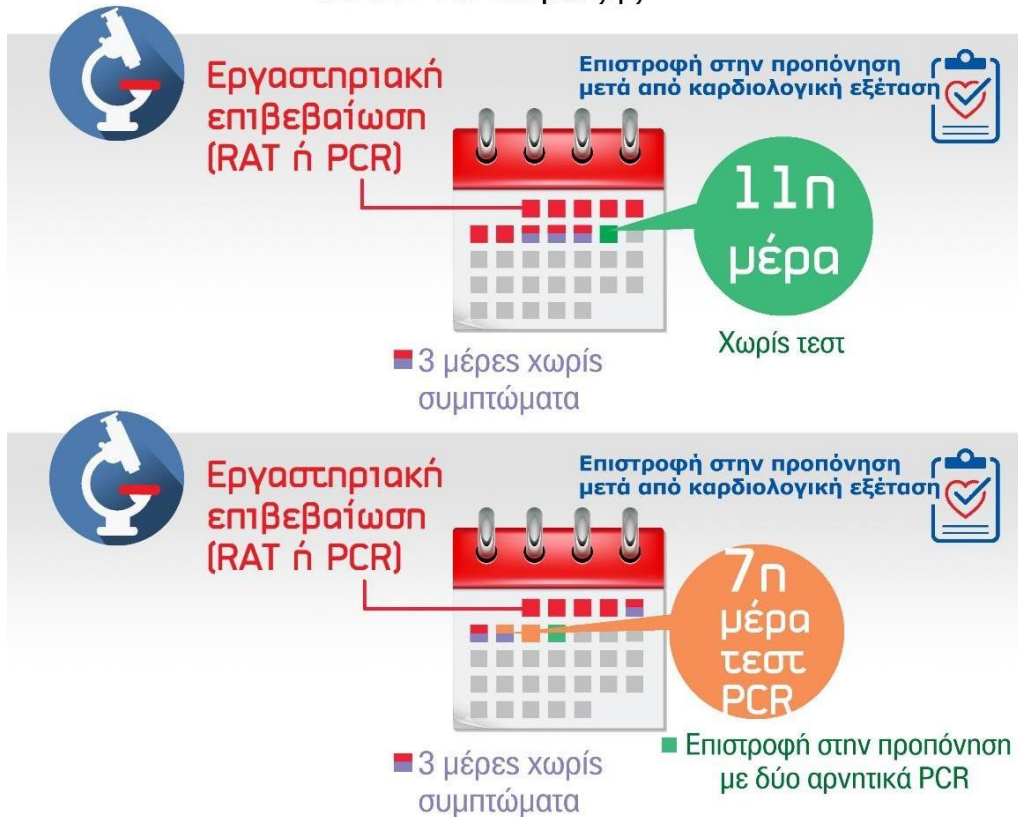 Εργαστηριακή
επιβεβαίωση
(RAT ή PCR)
Επιστροφή στην προπόνηση
μετά από καρδιολογική εξέταση
11η
μέρα
Χωρίς τεστ
3 μέρες χωρίς
συμπτώματα
Εργαστηριακή
επιβεβαίωση
(RAT ή PCR)
Επιστροφή στην προπόνηση
μετά από καρδιολογική εξέταση
7η
μέρα
τεστ
PCR
3 μέρες χωρίς
συμπτώματα
Επιστροφή στην προπόνηση
με δύο αρνητικά PCR